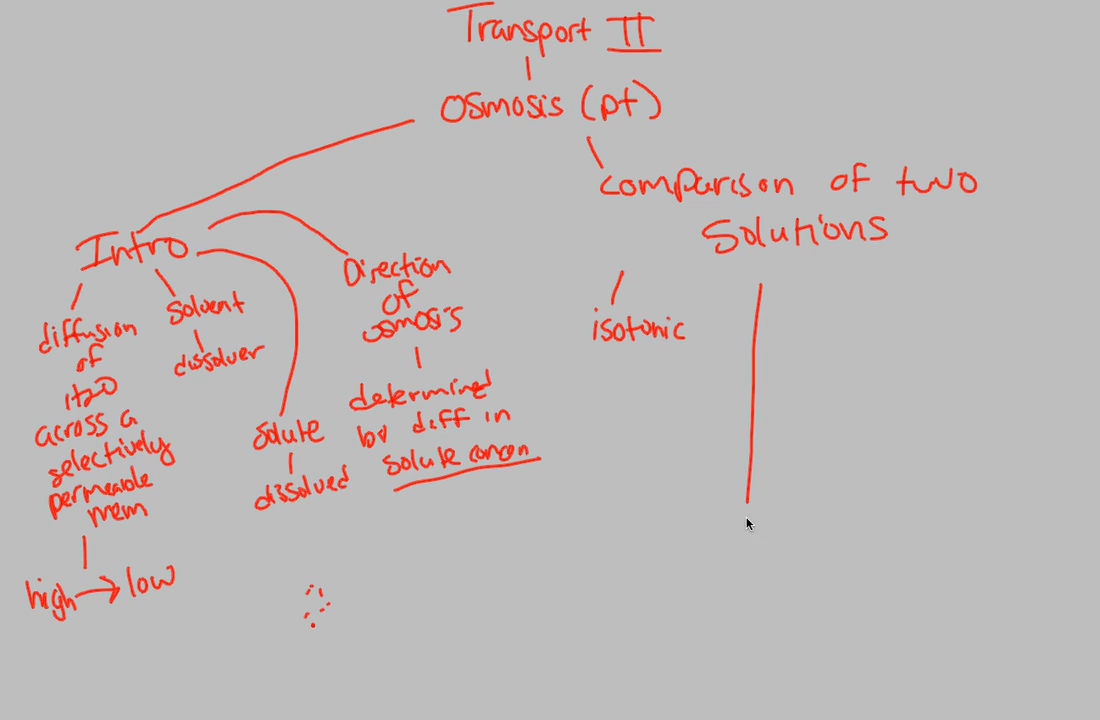 Transport II
Osmosis (pt)
comparison of two
Solutions
Intro
diffusion
of
H2O
across a
selectively
permeable
mem
high → low
Solvent
dissolver
Solute
dissolved
Direction
of
osmosis
determined
by diff in
solute concen
isotonic